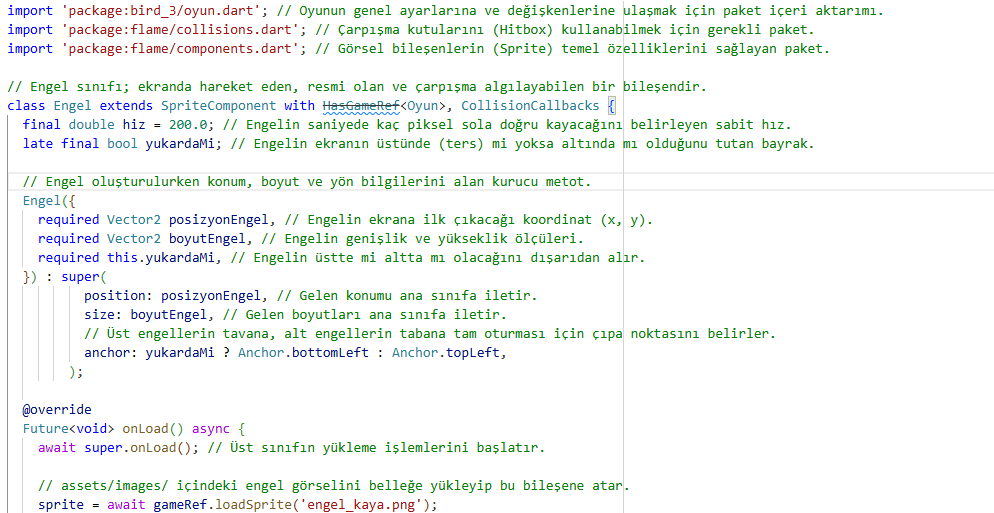 import 'package:bird_3/oyun.dart'; // Oyunun genel ayarlarına ve değişkenlerine ulaşmak için paket içeri aktarımı.
import 'package:flame/collisions.dart'; // Çarpışma kutularını (Hitbox) kullanabilmek için gerekli paket.
import 'package:flame/components.dart'; // Görsel bileşenlerin (Sprite) temel özelliklerini sağlayan paket.

// Engel sınıfı; ekranda hareket eden, resmi olan ve çarpışma algılayabilen bir bileşendir.
class Engel extends SpriteComponent with HasGameRef<Oyun>, CollisionCallbacks {
  final double hiz = 200.0; // Engelin saniyede kaç piksel sola doğru kayacağını belirleyen sabit hız.
  late final bool yukardaMi; // Engelin ekranın üstünde (ters) mi yoksa altında mı olduğunu tutan bayrak.

  // Engel oluşturulurken konum, boyut ve yön bilgilerini alan kurucu metot.
  Engel({
    required Vector2 posizyonEngel, // Engelin ekrana ilk çıkacağı koordinat (x, y).
    required Vector2 boyutEngel, // Engelin genişlik ve yükseklik ölçüleri.
    required this.yukardaMi, // Engelin üstte mi altta mı olacağını dışarıdan alır.
  }) : super(
          position: posizyonEngel, // Gelen konumu ana sınıfa iletir.
          size: boyutEngel, // Gelen boyutları ana sınıfa iletir.
          // Üst engellerin tavana, alt engellerin tabana tam oturması için çıpa noktasını belirler.
          anchor: yukardaMi ? Anchor.bottomLeft : Anchor.topLeft,
        );

  @override
  Future<void> onLoad() async {
    await super.onLoad(); // Üst sınıfın yükleme işlemlerini başlatır.

    // assets/images/ içindeki engel görselini belleğe yükleyip bu bileşene atar.
    sprite = await gameRef.loadSprite('engel_kaya.png');